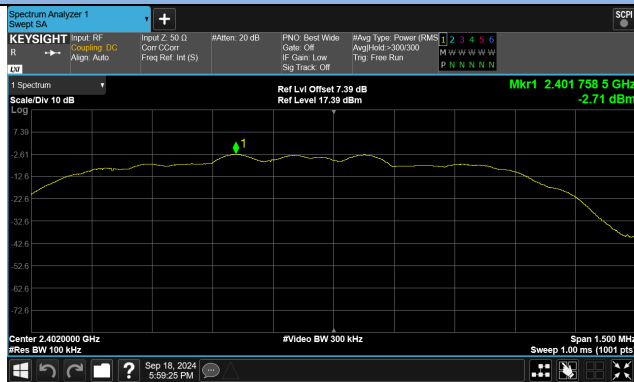 Spectrum Analyzer 1
Swept SA
SCPI
KEYSIGHT
R
LXI
Input: RF
Coupling: DC
Align: Auto
Input Z: 50 Ω
Corr CCorr
Freq Ref: Int (S)
#Atten: 20 dB
PNO: Best Wide
Gate: Off
IF Gain: Low
Sig Track: Off
#Avg Type: Power (RMS
Avg|Hold:>300/300
Trig: Free Run
1 2 3 4 5 6
M W W W W W
P N N N N N
1 Spectrum
Scale/Div 10 dB
Log
Ref Lvl Offset 7.39 dB
Ref Level 17.39 dBm
Mkr1 2.401 758 5 GHz
-2.71 dBm
1
7.39
-2.61
-12.6
-22.6
-32.6
-42.6
-52.6
-62.6
-72.6
Center 2.4020000 GHz
#Res BW 100 kHz
#Video BW 300 kHz
Span 1.500 MHz
Sweep 1.00 ms (1001 pts)
?
Sep 18, 2024
5:59:25 PM